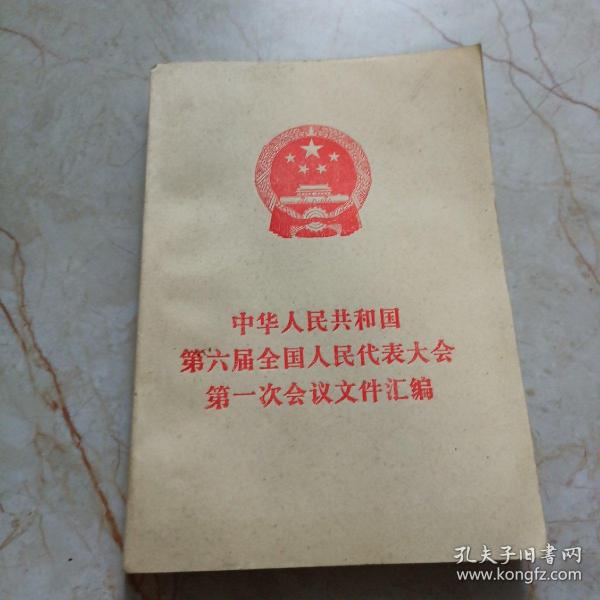 中华人民共和国
第六届全国人民代表大会
第一次会议文件汇编
孔夫子旧书网
www.kongfz.com